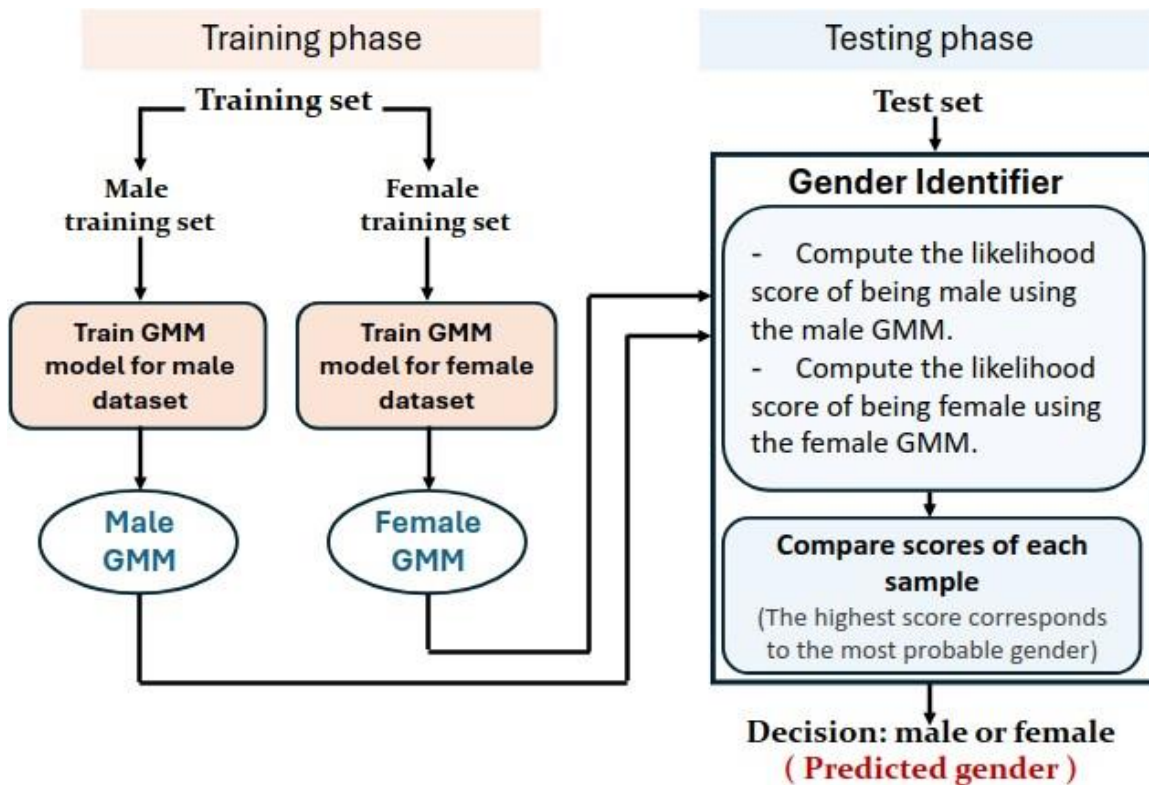 Training phase
Training set
Male
training set
Female
training set
Train GMM
model for male
dataset
Train GMM
model for female
dataset
Male
GMM
Female
GMM
Testing phase
Test set
Gender Identifier
- Compute the likelihood
score of being male using
the male GMM.
- Compute the likelihood
score of being female using
the female GMM.
Compare scores of each
sample
(The highest score corresponds
to the most probable gender)
Decision: male or female
( Predicted gender )